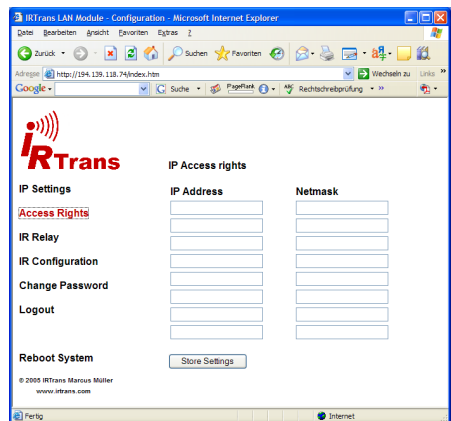 IRTrans LAN Module - Configuration - Microsoft Internet Explorer
Datei Bearbeiten Ansicht Favoriten Extras ?
Zurück Suchen Favoriten
Adresse http://194.139.118.74/index.htm Wechseln zu Links »
Google - Suche PageRank ABC Rechtschreibprüfung »
IRTrans
IP Access rights
IP Settings
IP Address Netmask
Access Rights
IR Relay
IR Configuration
Change Password
Logout
Reboot System
Store Settings
© 2005 IRTrans Marcus Müller
www.irtrans.com
Fertig Internet